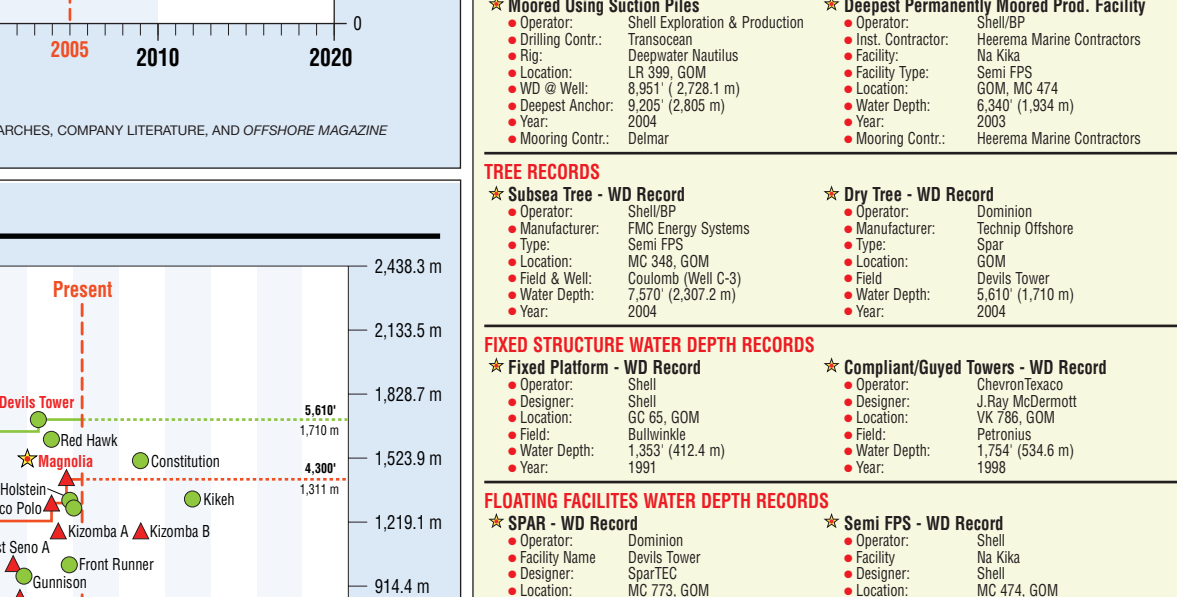 0
2005
2010
2020
ARCHES, COMPANY LITERATURE, AND OFFSHORE MAGAZINE
2,438.3 m
Present
2,133.5 m
1,828.7 m
Devils Tower
5,610'
1,710 m
Red Hawk
Magnolia
Constitution
1,523.9 m
4,300'
1,311 m
Holstein
co Polo
Kikeh
1,219.1 m
Kizomba A
Kizomba B
st Seno A
Front Runner
Gunnison
914.4 m
Moored Using Suction Piles
Operator: Shell Exploration & Production
Drilling Contr.: Transocean
Rig: Deepwater Nautilus
Location: LR 399, GOM
WD @ Well: 8,951' ( 2,728.1 m)
Deepest Anchor: 9,205' (2,805 m)
Year: 2004
Mooring Contr.: Delmar
Deepest Permanently Moored Prod. Facility
Operator: Shell/BP
Inst. Contractor: Heerema Marine Contractors
Facility: Na Kika
Facility Type: Semi FPS
Location: GOM, MC 474
Water Depth: 6,340' (1,934 m)
Year: 2003
Mooring Contr.: Heerema Marine Contractors
TREE RECORDS
Subsea Tree - WD Record
Operator: Shell/BP
Manufacturer: FMC Energy Systems
Type: Semi FPS
Location: MC 348, GOM
Field & Well: Coulomb (Well C-3)
Water Depth: 7,570' (2,307.2 m)
Year: 2004
Dry Tree - WD Record
Operator: Dominion
Manufacturer: Technip Offshore
Type: Spar
Location: GOM
Field Devils Tower
Water Depth: 5,610' (1,710 m)
Year: 2004
FIXED STRUCTURE WATER DEPTH RECORDS
Fixed Platform - WD Record
Operator: Shell
Designer: Shell
Location: GC 65, GOM
Field: Bullwinkle
Water Depth: 1,353' (412.4 m)
Year: 1991
Compliant/Guyed Towers - WD Record
Operator: ChevronTexaco
Designer: J.Ray McDermott
Location: VK 786, GOM
Field: Petronius
Water Depth: 1,754' (534.6 m)
Year: 1998
FLOATING FACILITES WATER DEPTH RECORDS
SPAR - WD Record
Operator: Dominion
Facility Name Devils Tower
Designer: SparTEC
Location: MC 773, GOM
Semi FPS - WD Record
Operator: Shell
Facility Na Kika
Designer: Shell
Location: MC 474, GOM